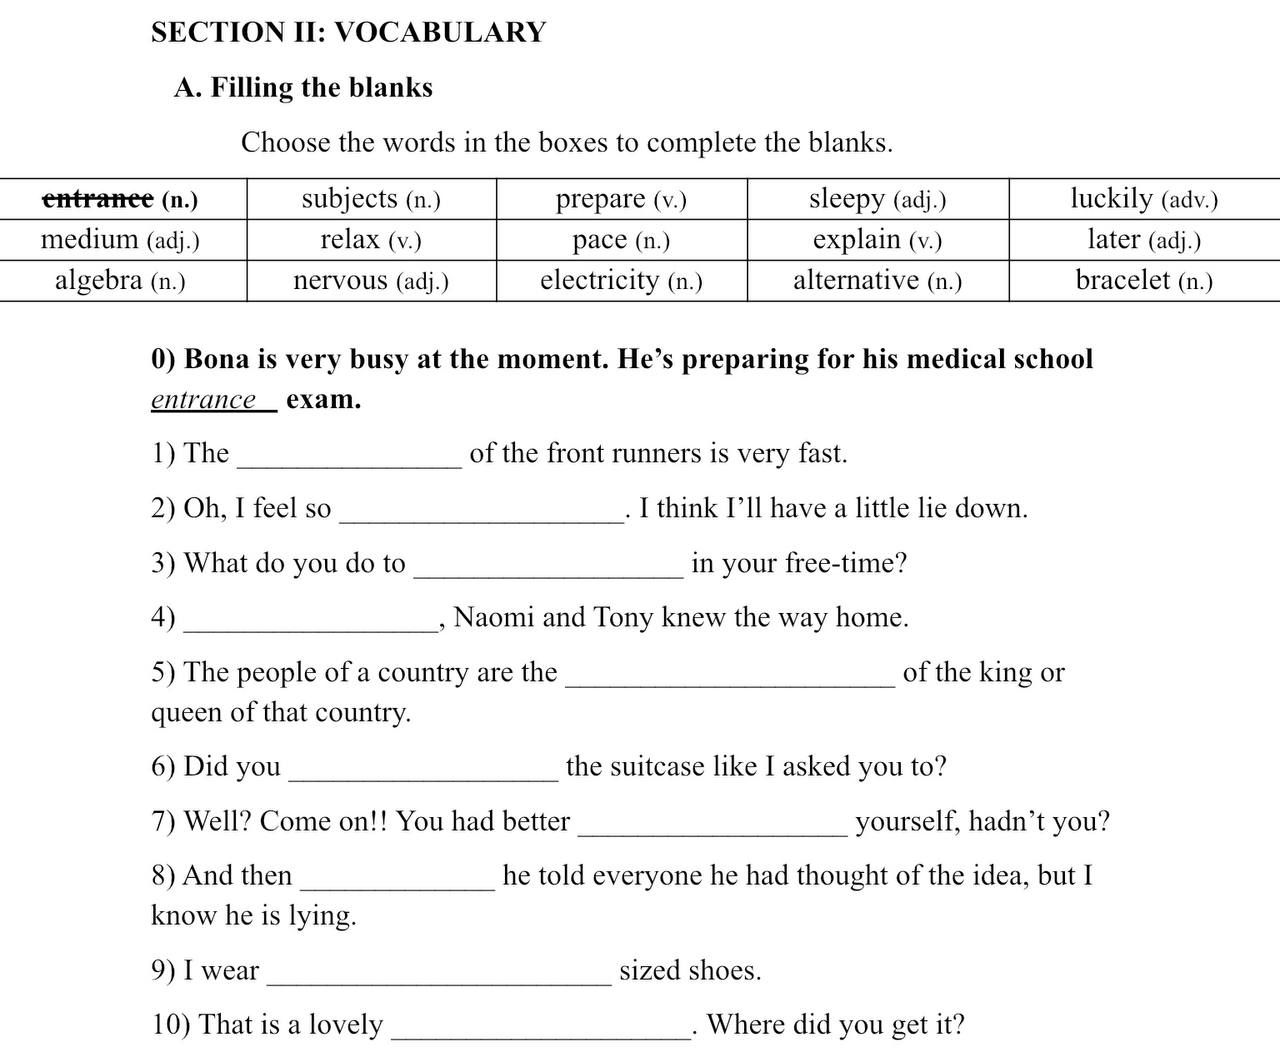 SECTION II: VOCABULARY
A. Filling the blanks
Choose the words in the boxes to complete the blanks.
entrance (n.) subjects (n.) prepare (v.) sleepy (adj.) luckily (adv.)
medium (adj.) relax (v.) pace (n.) explain (v.) later (adj.)
algebra (n.) nervous (adj.) electricity (n.) alternative (n.) bracelet (n.)
0) Bona is very busy at the moment. He’s preparing for his medical school
entrance exam.
1) The _______________ of the front runners is very fast.
2) Oh, I feel so ___________________. I think I’ll have a little lie down.
3) What do you do to __________________ in your free-time?
4) _________________, Naomi and Tony knew the way home.
5) The people of a country are the ______________________ of the king or
queen of that country.
6) Did you __________________ the suitcase like I asked you to?
7) Well? Come on!! You had better __________________ yourself, hadn’t you?
8) And then _____________ he told everyone he had thought of the idea, but I
know he is lying.
9) I wear _______________________ sized shoes.
10) That is a lovely ____________________. Where did you get it?